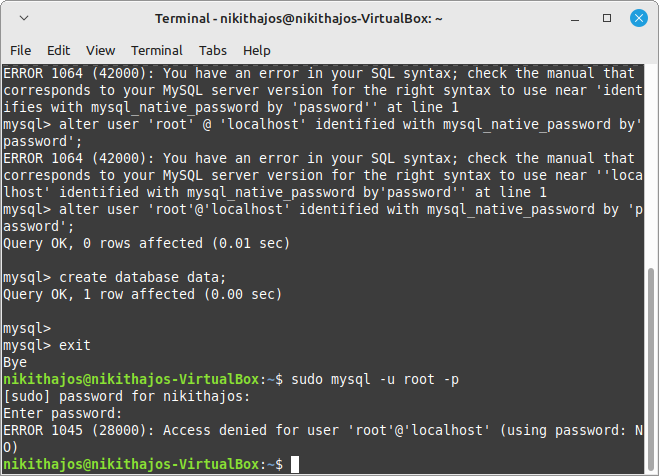 Terminal - nikithajos@nikithajos-VirtualBox: ~
File Edit View Terminal Tabs Help
ERROR 1064 (42000): You have an error in your SQL syntax; check the manual that
corresponds to your MySQL server version for the right syntax to use near 'ident
ifies with mysql_native_password by 'password'' at line 1
mysql> alter user 'root' @ 'localhost' identified with mysql_native_password by'
password';
ERROR 1064 (42000): You have an error in your SQL syntax; check the manual that
corresponds to your MySQL server version for the right syntax to use near ''loca
lhost' identified with mysql_native_password by'password'' at line 1
mysql> alter user 'root'@'localhost' identified with mysql_native_password by 'p
assword';
Query OK, 0 rows affected (0.01 sec)
mysql> create database data;
Query OK, 1 row affected (0.00 sec)
mysql>
mysql> exit
Bye
nikithajos@nikithajos-VirtualBox:~$ sudo mysql -u root -p
[sudo] password for nikithajos:
Enter password:
ERROR 1045 (28000): Access denied for user 'root'@'localhost' (using password: N
O)
nikithajos@nikithajos-VirtualBox:~$